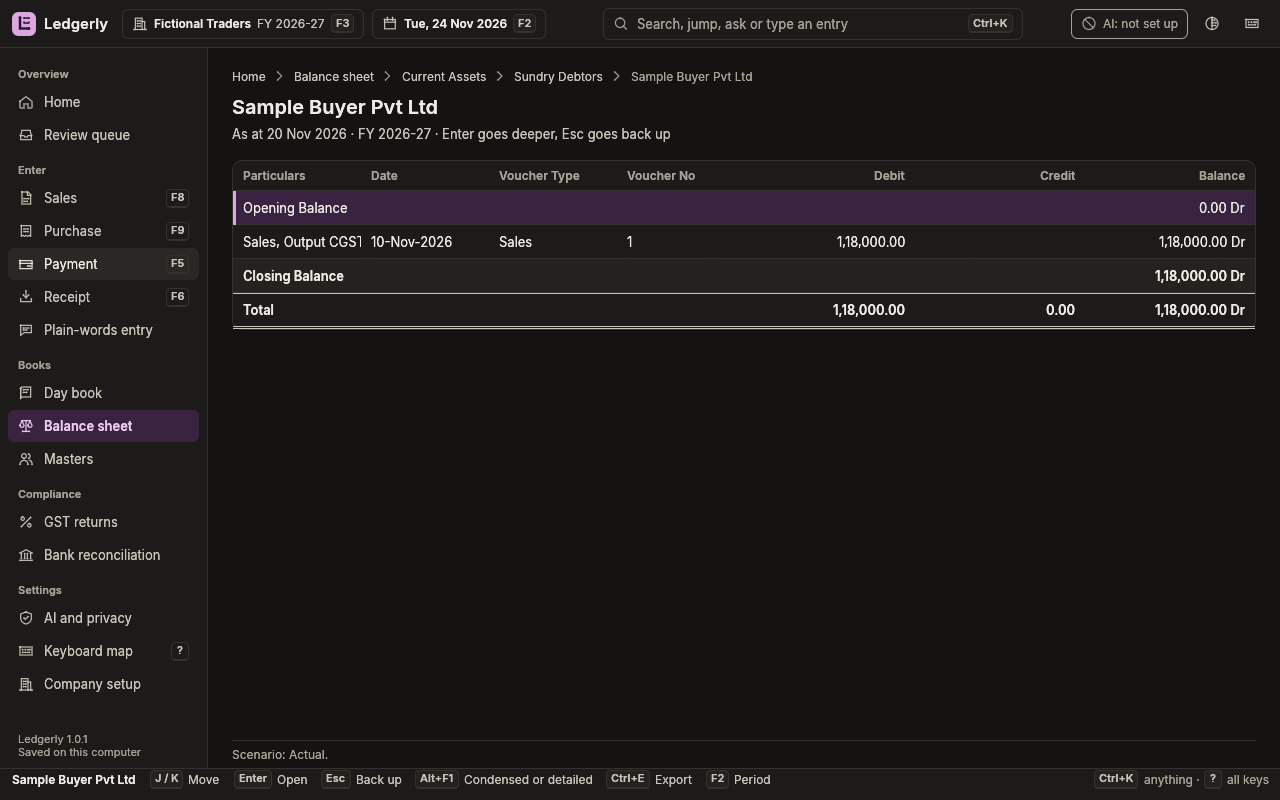 Ledgerly
Fictional Traders FY 2026-27 F3
Tue, 24 Nov 2026 F2
Search, jump, ask or type an entry Ctrl+K
AI: not set up
Overview
Home
Review queue
Enter
Sales F8
Purchase F9
Payment F5
Receipt F6
Plain-words entry
Books
Day book
Balance sheet
Masters
Compliance
GST returns
Bank reconciliation
Settings
AI and privacy
Keyboard map ?
Company setup
Ledgerly 1.0.1
Saved on this computer
Home Balance sheet Current Assets Sundry Debtors Sample Buyer Pvt Ltd
Sample Buyer Pvt Ltd
As at 20 Nov 2026 · FY 2026-27 · Enter goes deeper, Esc goes back up
Particulars Date Voucher Type Voucher No Debit Credit Balance
Opening Balance 0.00 Dr
Sales, Output CGST 10-Nov-2026 Sales 1 1,18,000.00 1,18,000.00 Dr
Closing Balance 1,18,000.00 Dr
Total 1,18,000.00 0.00 1,18,000.00 Dr
Scenario: Actual.
Sample Buyer Pvt Ltd J / K Move Enter Open Esc Back up Alt+F1 Condensed or detailed Ctrl+E Export F2 Period Ctrl+K anything · ? all keys